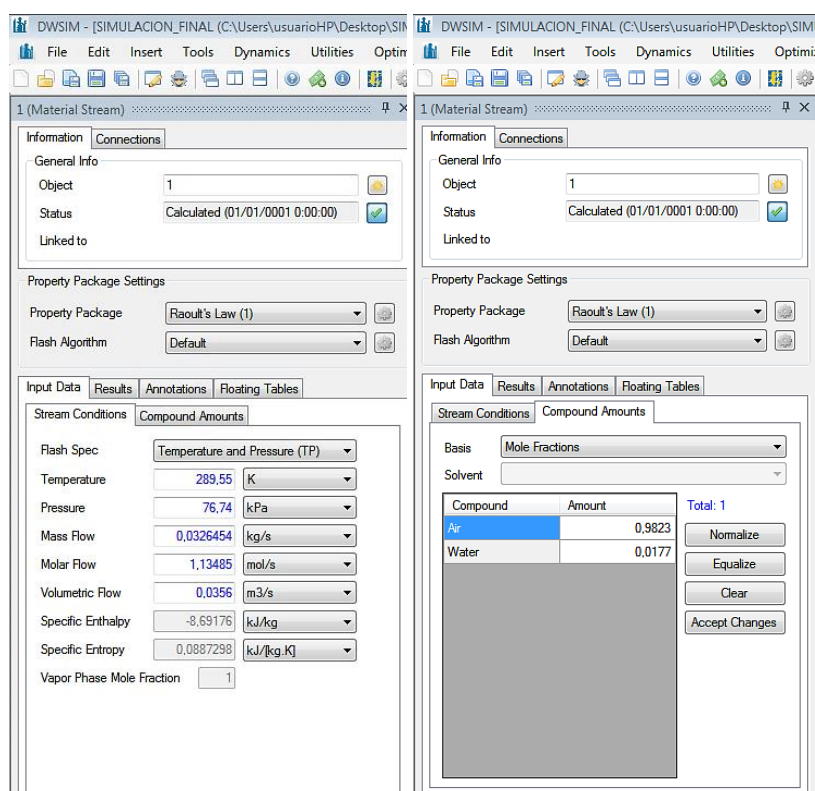 DWSIM - [SIMULACION_FINAL (C:\Users\usuarioHP\Desktop\SIM
File Edit Insert Tools Dynamics Utilities Optim
1 (Material Stream)
Information Connections
General Info
Object 1
Status Calculated (01/01/0001 0:00:00)
Linked to
Property Package Settings
Property Package Raoult's Law (1)
Flash Algorithm Default
Input Data Results Annotations Floating Tables
Stream Conditions Compound Amounts
Flash Spec Temperature and Pressure (TP)
Temperature 289,55 K
Pressure 76,74 kPa
Mass Flow 0,0326454 kg/s
Molar Flow 1,13485 mol/s
Volumetric Flow 0,0356 m3/s
Specific Enthalpy -8,69176 kJ/kg
Specific Entropy 0,0887298 kJ/[kg.K]
Vapor Phase Mole Fraction 1
DWSIM - [SIMULACION_FINAL (C:\Users\usuarioHP\Desktop\SIM
File Edit Insert Tools Dynamics Utilities Optimi
1 (Material Stream)
Information Connections
General Info
Object 1
Status Calculated (01/01/0001 0:00:00)
Linked to
Property Package Settings
Property Package Raoult's Law (1)
Flash Algorithm Default
Input Data Results Annotations Floating Tables
Stream Conditions Compound Amounts
Basis Mole Fractions
Solvent
Compound Amount Total: 1
Air 0,9823 Normalize
Water 0,0177 Equalize
Clear
Accept Changes